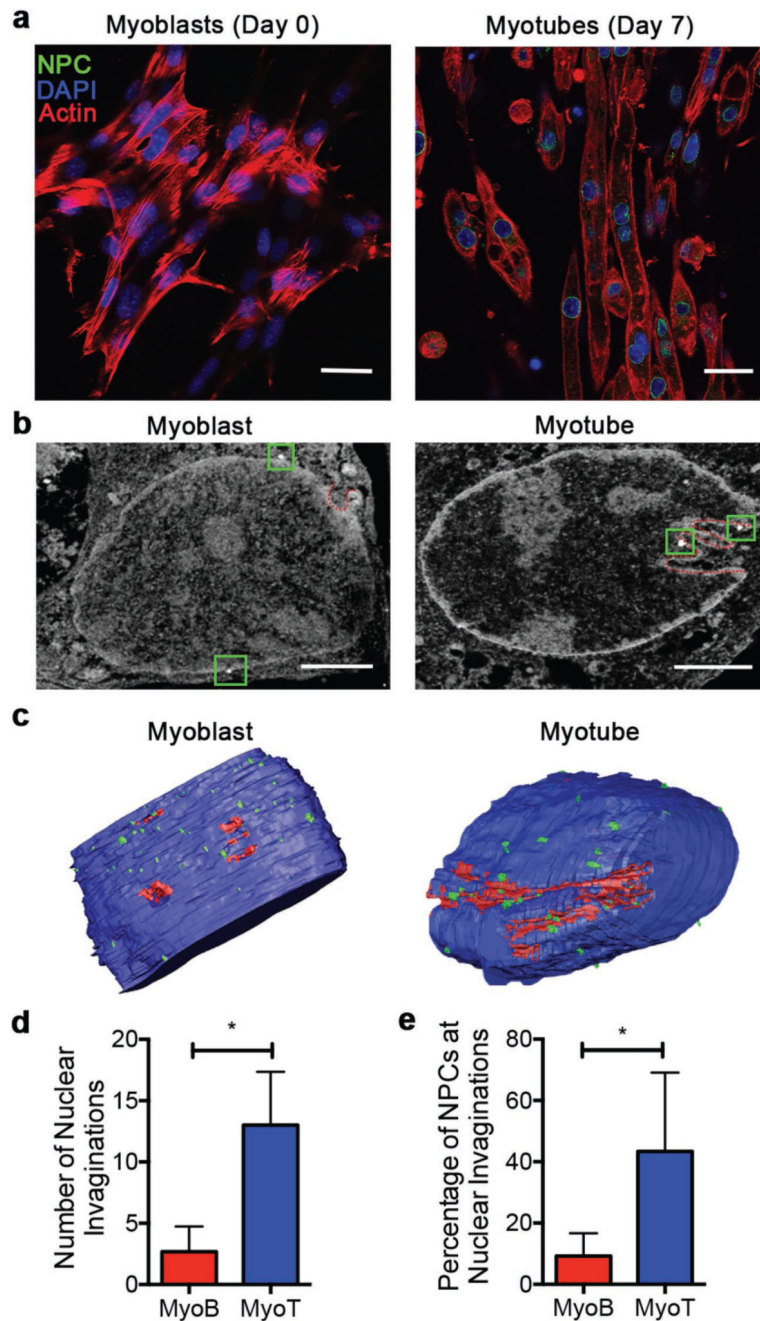 a
Myoblasts (Day 0)
Myotubes (Day 7)
NPC
DAPI
Actin
b
Myoblast
Myotube
c
Myoblast
Myotube
d
Number of Nuclear
Invaginations
20
15
10
5
0
*
MyoB
MyoT
e
Percentage of NPCs at
Nuclear Invaginations
80
60
40
20
0
*
MyoB
MyoT